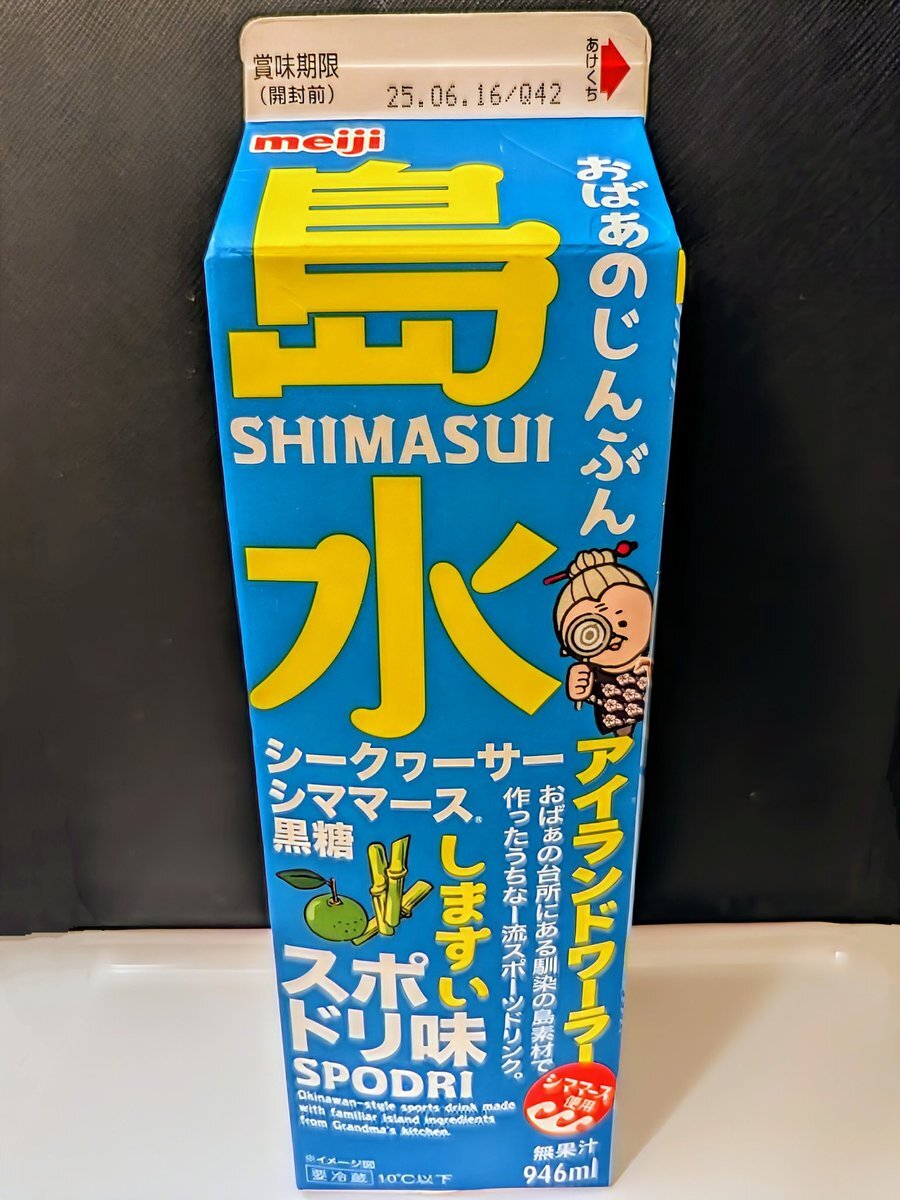 賞味期限
(開封前)
25.06.16/Q42
あけくち
meiji
島
SHIMASUI
水
おばぁのじんぶん
シークヮーサー
シママース®
黒糖
しますい
スポ
ドリ味
SPODRI
アイランドワーラー
おばぁの台所にある馴染の島素材で
作ったうちなー流スポーツドリンク。
Okinawan-style sports drink made
with familiar island ingredients
from Grandma's kitchen.
シママース
使用
※イメージ図
要冷蔵 10℃以下
無果汁
946ml